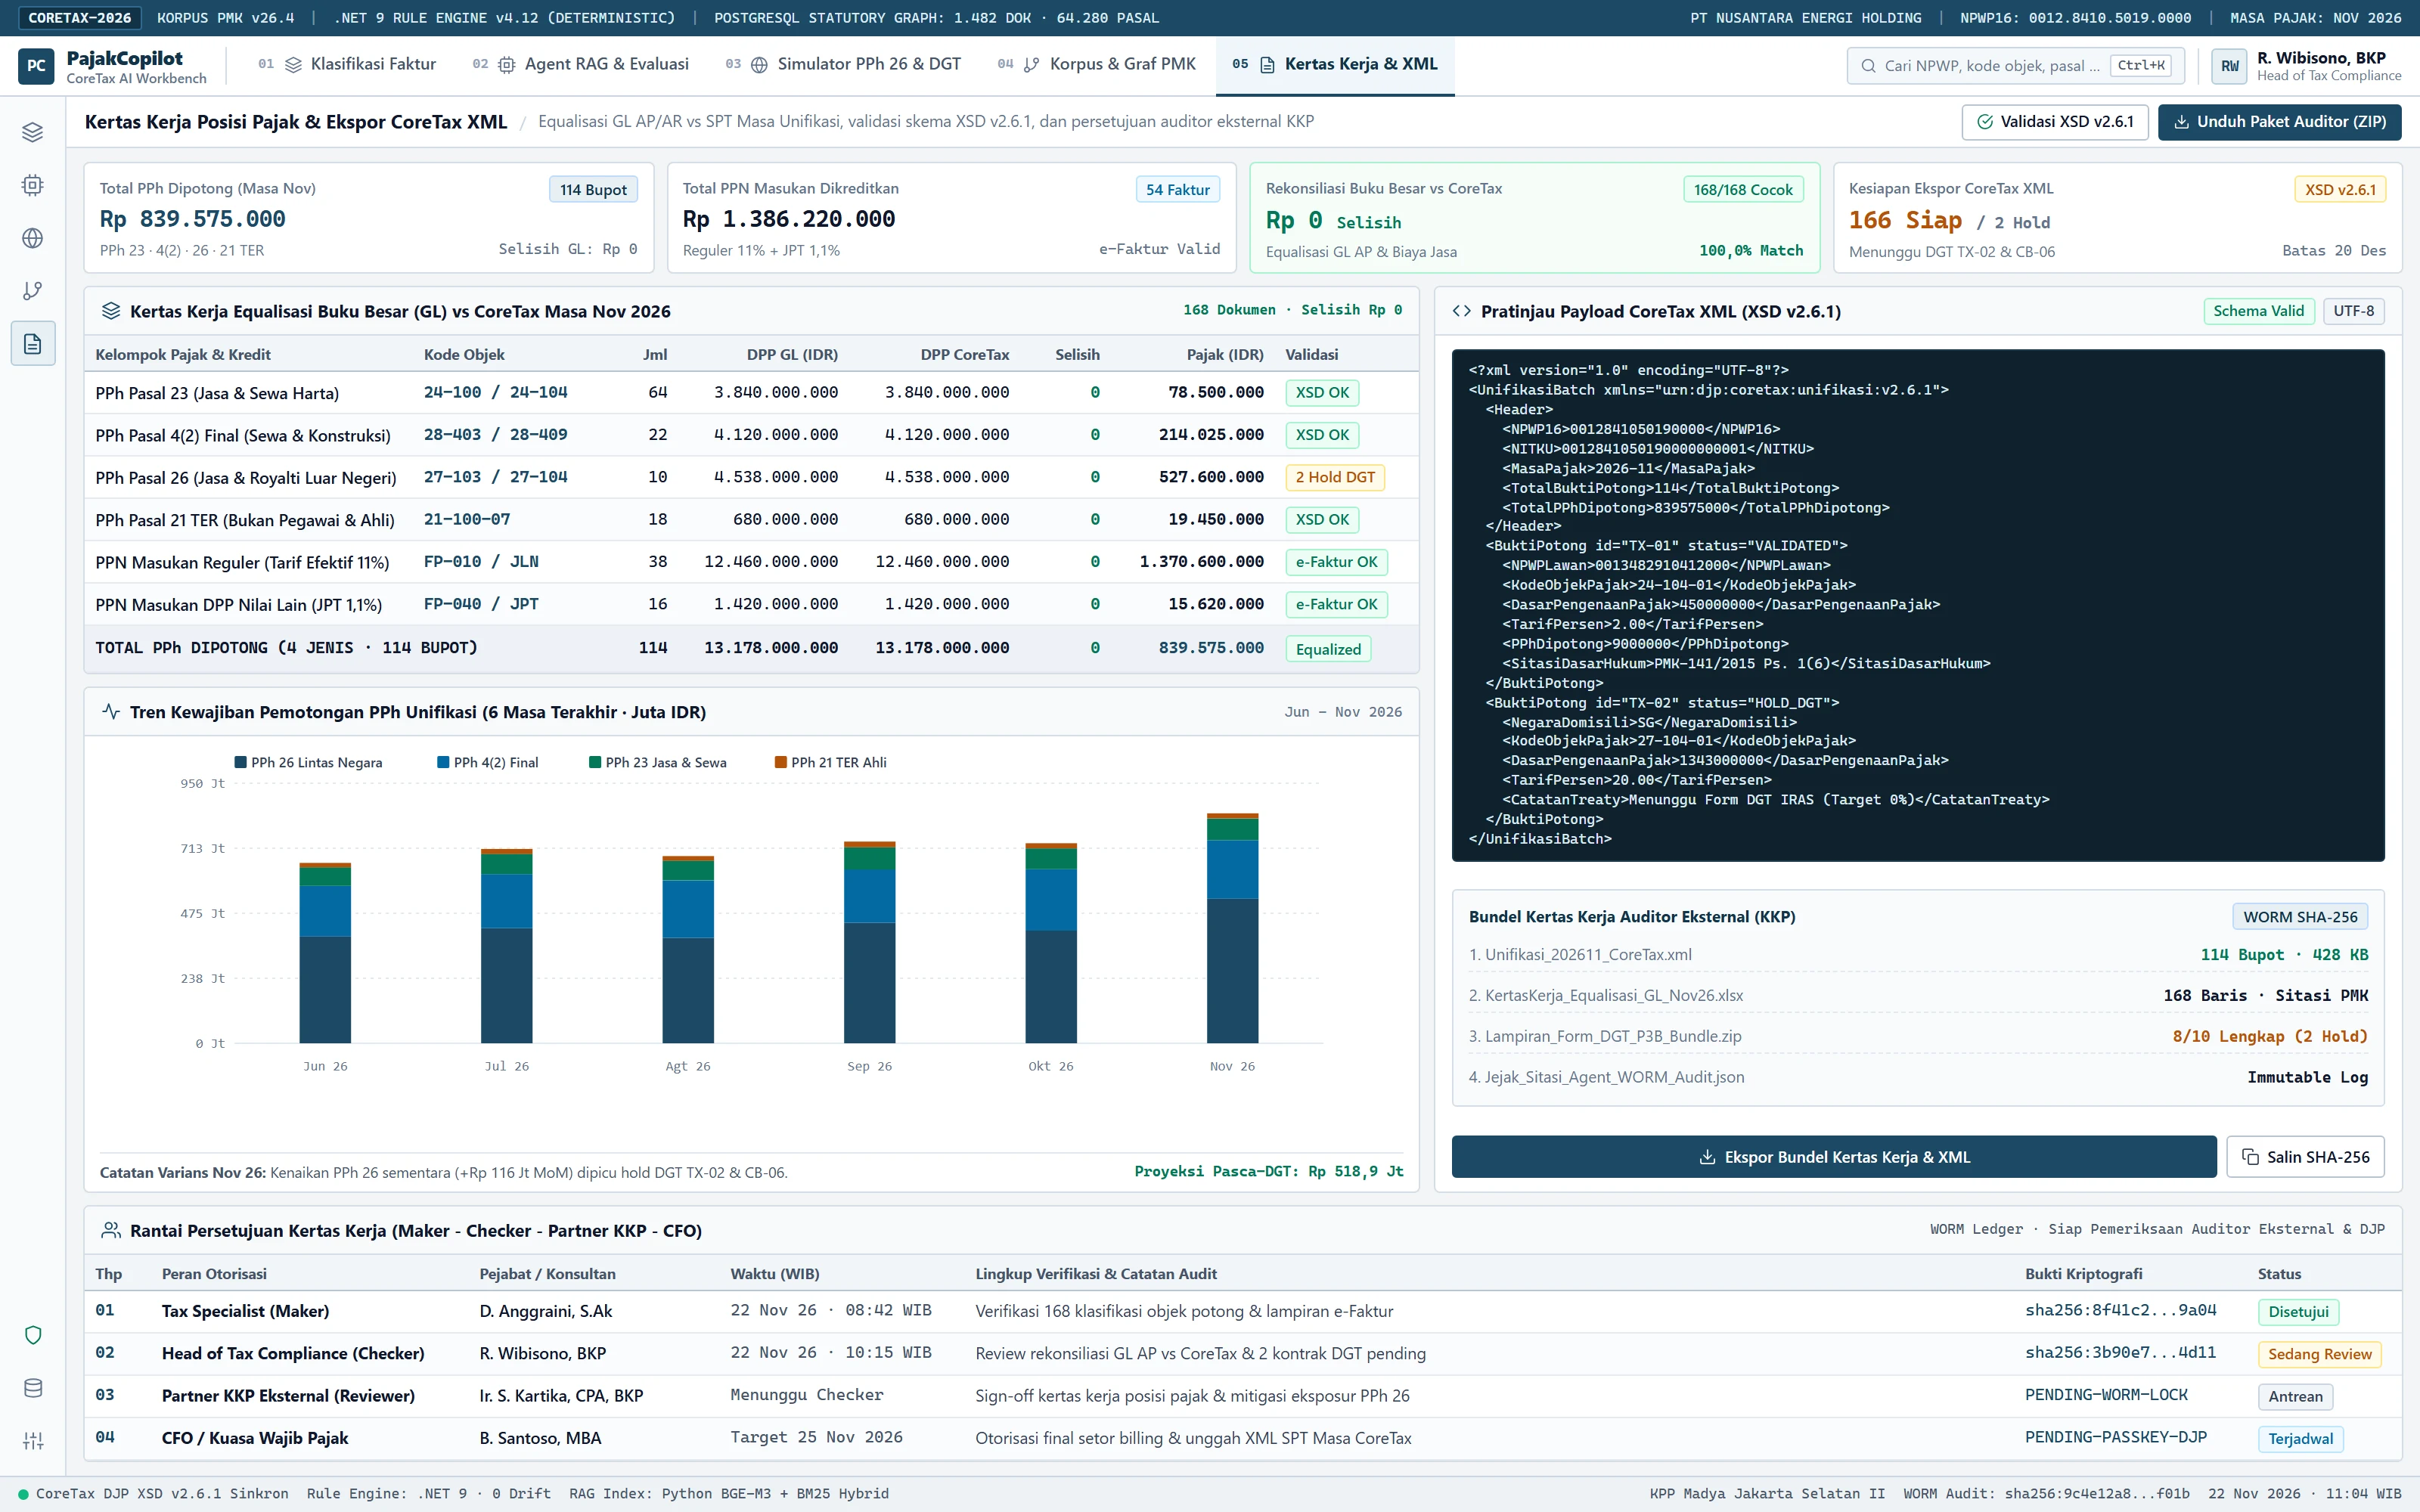 CORETAX-2026 KORPUS PMK v26.4 | .NET 9 RULE ENGINE v4.12 (DETERMINISTIC) | POSTGRESQL STATUTORY GRAPH: 1.482 DOK · 64.280 PASAL
PT NUSANTARA ENERGI HOLDING | NPWP16: 0012.8410.5019.0000 | MASA PAJAK: NOV 2026
PC PajakCopilot
CoreTax AI Workbench
01 Klasifikasi Faktur 02 Agent RAG & Evaluasi 03 Simulator PPh 26 & DGT 04 Korpus & Graf PMK 05 Kertas Kerja & XML
Cari NPWP, kode objek, pasal ... Ctrl+K
RW R. Wibisono, BKP
Head of Tax Compliance
Kertas Kerja Posisi Pajak & Ekspor CoreTax XML / Equalisasi GL AP/AR vs SPT Masa Unifikasi, validasi skema XSD v2.6.1, dan persetujuan auditor eksternal KKP
Validasi XSD v2.6.1 Unduh Paket Auditor (ZIP)
Total PPh Dipotong (Masa Nov) 114 Bupot
Rp 839.575.000
PPh 23 · 4(2) · 26 · 21 TER Selisih GL: Rp 0
Total PPN Masukan Dikreditkan 54 Faktur
Rp 1.386.220.000
Reguler 11% + JPT 1,1% e-Faktur Valid
Rekonsiliasi Buku Besar vs CoreTax 168/168 Cocok
Rp 0 Selisih
Equalisasi GL AP & Biaya Jasa 100,0% Match
Kesiapan Ekspor CoreTax XML XSD v2.6.1
166 Siap / 2 Hold
Menunggu DGT TX-02 & CB-06 Batas 20 Des
Kertas Kerja Equalisasi Buku Besar (GL) vs CoreTax Masa Nov 2026 168 Dokumen · Selisih Rp 0
Kelompok Pajak & Kredit Kode Objek Jml DPP GL (IDR) DPP CoreTax Selisih Pajak (IDR) Validasi
PPh Pasal 23 (Jasa & Sewa Harta) 24-100 / 24-104 64 3.840.000.000 3.840.000.000 0 78.500.000 XSD OK
PPh Pasal 4(2) Final (Sewa & Konstruksi) 28-403 / 28-409 22 4.120.000.000 4.120.000.000 0 214.025.000 XSD OK
PPh Pasal 26 (Jasa & Royalti Luar Negeri) 27-103 / 27-104 10 4.538.000.000 4.538.000.000 0 527.600.000 2 Hold DGT
PPh Pasal 21 TER (Bukan Pegawai & Ahli) 21-100-07 18 680.000.000 680.000.000 0 19.450.000 XSD OK
PPN Masukan Reguler (Tarif Efektif 11%) FP-010 / JLN 38 12.460.000.000 12.460.000.000 0 1.370.600.000 e-Faktur OK
PPN Masukan DPP Nilai Lain (JPT 1,1%) FP-040 / JPT 16 1.420.000.000 1.420.000.000 0 15.620.000 e-Faktur OK
TOTAL PPh DIPOTONG (4 JENIS · 114 BUPOT) 114 13.178.000.000 13.178.000.000 0 839.575.000 Equalized
Tren Kewajiban Pemotongan PPh Unifikasi (6 Masa Terakhir · Juta IDR) Jun – Nov 2026
PPh 26 Lintas Negara PPh 4(2) Final PPh 23 Jasa & Sewa PPh 21 TER Ahli
950 Jt
713 Jt
475 Jt
238 Jt
0 Jt
Jun 26 Jul 26 Agt 26 Sep 26 Okt 26 Nov 26
Catatan Varians Nov 26: Kenaikan PPh 26 sementara (+Rp 116 Jt MoM) dipicu hold DGT TX-02 & CB-06. Proyeksi Pasca-DGT: Rp 518,9 Jt
Pratinjau Payload CoreTax XML (XSD v2.6.1) Schema Valid UTF-8
<?xml version="1.0" encoding="UTF-8"?>
<UnifikasiBatch xmlns="urn:djp:coretax:unifikasi:v2.6.1">
<Header>
<NPWP16>0012841050190000</NPWP16>
<NITKU>0012841050190000000001</NITKU>
<MasaPajak>2026-11</MasaPajak>
<TotalBuktiPotong>114</TotalBuktiPotong>
<TotalPPhDipotong>839575000</TotalPPhDipotong>
</Header>
<BuktiPotong id="TX-01" status="VALIDATED">
<NPWPLawan>0013482910412000</NPWPLawan>
<KodeObjekPajak>24-104-01</KodeObjekPajak>
<DasarPengenaanPajak>450000000</DasarPengenaanPajak>
<TarifPersen>2.00</TarifPersen>
<PPhDipotong>9000000</PPhDipotong>
<SitasiDasarHukum>PMK-141/2015 Ps. 1(6)</SitasiDasarHukum>
</BuktiPotong>
<BuktiPotong id="TX-02" status="HOLD_DGT">
<NegaraDomisili>SG</NegaraDomisili>
<KodeObjekPajak>27-104-01</KodeObjekPajak>
<DasarPengenaanPajak>1343000000</DasarPengenaanPajak>
<TarifPersen>20.00</TarifPersen>
<CatatanTreaty>Menunggu Form DGT IRAS (Target 0%)</CatatanTreaty>
</BuktiPotong>
</UnifikasiBatch>
Bundel Kertas Kerja Auditor Eksternal (KKP) WORM SHA-256
1. Unifikasi_202611_CoreTax.xml 114 Bupot · 428 KB
2. KertasKerja_Equalisasi_GL_Nov26.xlsx 168 Baris · Sitasi PMK
3. Lampiran_Form_DGT_P3B_Bundle.zip 8/10 Lengkap (2 Hold)
4. Jejak_Sitasi_Agent_WORM_Audit.json Immutable Log
Ekspor Bundel Kertas Kerja & XML Salin SHA-256
Rantai Persetujuan Kertas Kerja (Maker - Checker - Partner KKP - CFO) WORM Ledger · Siap Pemeriksaan Auditor Eksternal & DJP
Thp Peran Otorisasi Pejabat / Konsultan Waktu (WIB) Lingkup Verifikasi & Catatan Audit Bukti Kriptografi Status
01 Tax Specialist (Maker) D. Anggraini, S.Ak 22 Nov 26 · 08:42 WIB Verifikasi 168 klasifikasi objek potong & lampiran e-Faktur sha256:8f41c2...9a04 Disetujui
02 Head of Tax Compliance (Checker) R. Wibisono, BKP 22 Nov 26 · 10:15 WIB Review rekonsiliasi GL AP vs CoreTax & 2 kontrak DGT pending sha256:3b90e7...4d11 Sedang Review
03 Partner KKP Eksternal (Reviewer) Ir. S. Kartika, CPA, BKP Menunggu Checker Sign-off kertas kerja posisi pajak & mitigasi eksposur PPh 26 PENDING-WORM-LOCK Antrean
04 CFO / Kuasa Wajib Pajak B. Santoso, MBA Target 25 Nov 2026 Otorisasi final setor billing & unggah XML SPT Masa CoreTax PENDING-PASSKEY-DJP Terjadwal
CoreTax DJP XSD v2.6.1 Sinkron Rule Engine: .NET 9 · 0 Drift RAG Index: Python BGE-M3 + BM25 Hybrid
KPP Madya Jakarta Selatan II WORM Audit: sha256:9c4e12a8...f01b 22 Nov 2026 · 11:04 WIB